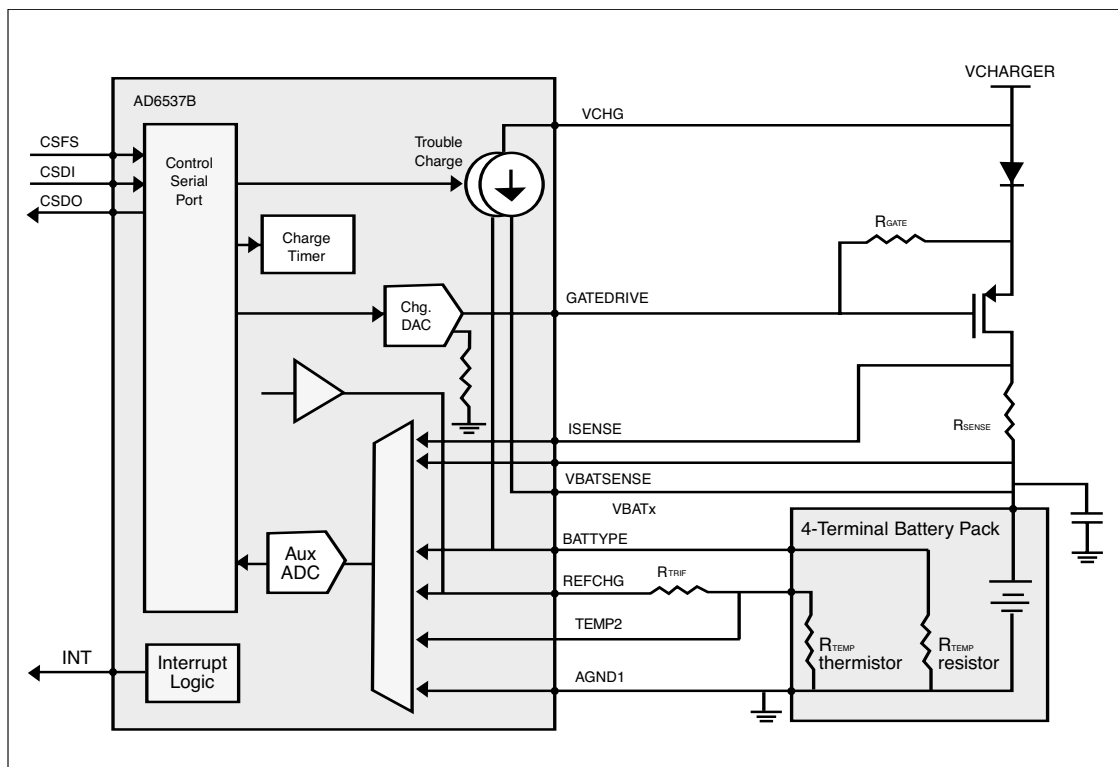 VCHARGER
AD6537B
VCHG
CSFS
CSDI
CSDO
Control
Serial
Port
Trouble
Charge
Charge
Timer
RGATE
Chg.
DAC
GATEDRIVE
ISENSE
RSENSE
VBATSENSE
VBATx
4-Terminal Battery Pack
BATTYPE
Aux
ADC
REFCHG
RTRIF
TEMP2
RTEMP
thermistor
RTEMP
resistor
INT
Interrupt
Logic
AGND1